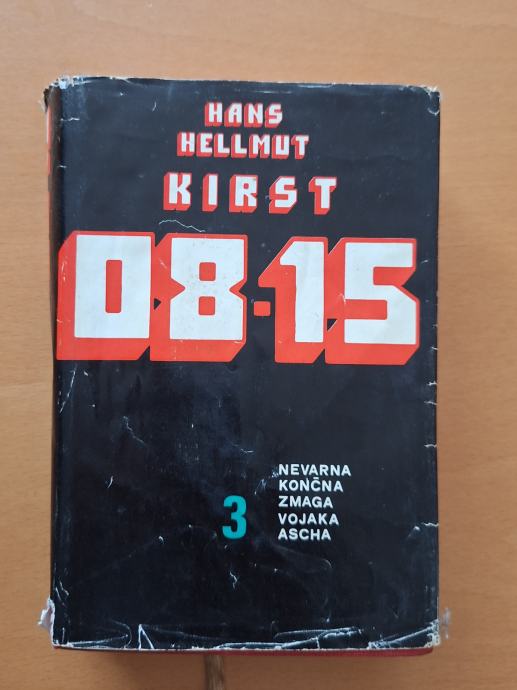 HANS
HELLMUT
KIRST
08-15
3
NEVARNA
KONČNA
ZMAGA
VOJAKA
ASCHA